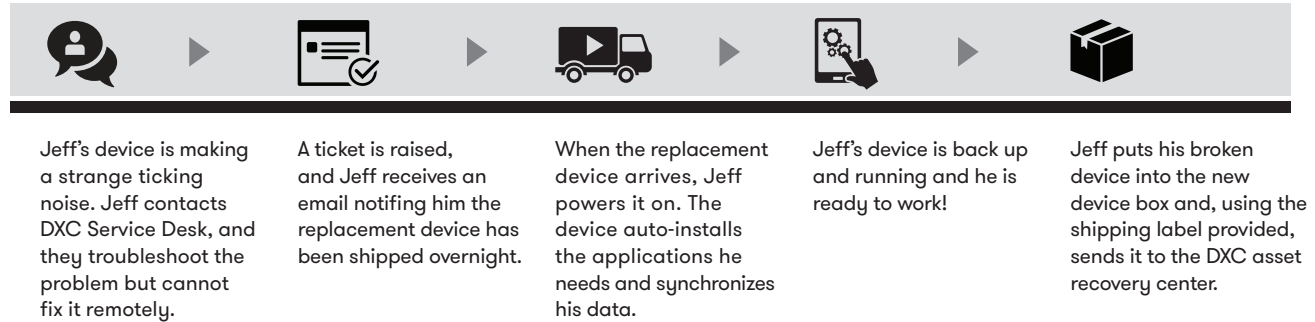 Jeff's device is making
a strange ticking
noise. Jeff contacts
DXC Service Desk, and
they troubleshoot the
problem but cannot
fix it remotely.
A ticket is raised,
and Jeff receives an
email notifing him the
replacement device has
been shipped overnight.
When the replacement
device arrives, Jeff
powers it on. The
device auto-installs
the applications he
needs and synchronizes
his data.
Jeff's device is back up
and running and he is
ready to work!
Jeff puts his broken
device into the new
device box and, using the
shipping label provided,
sends it to the DXC asset
recovery center.